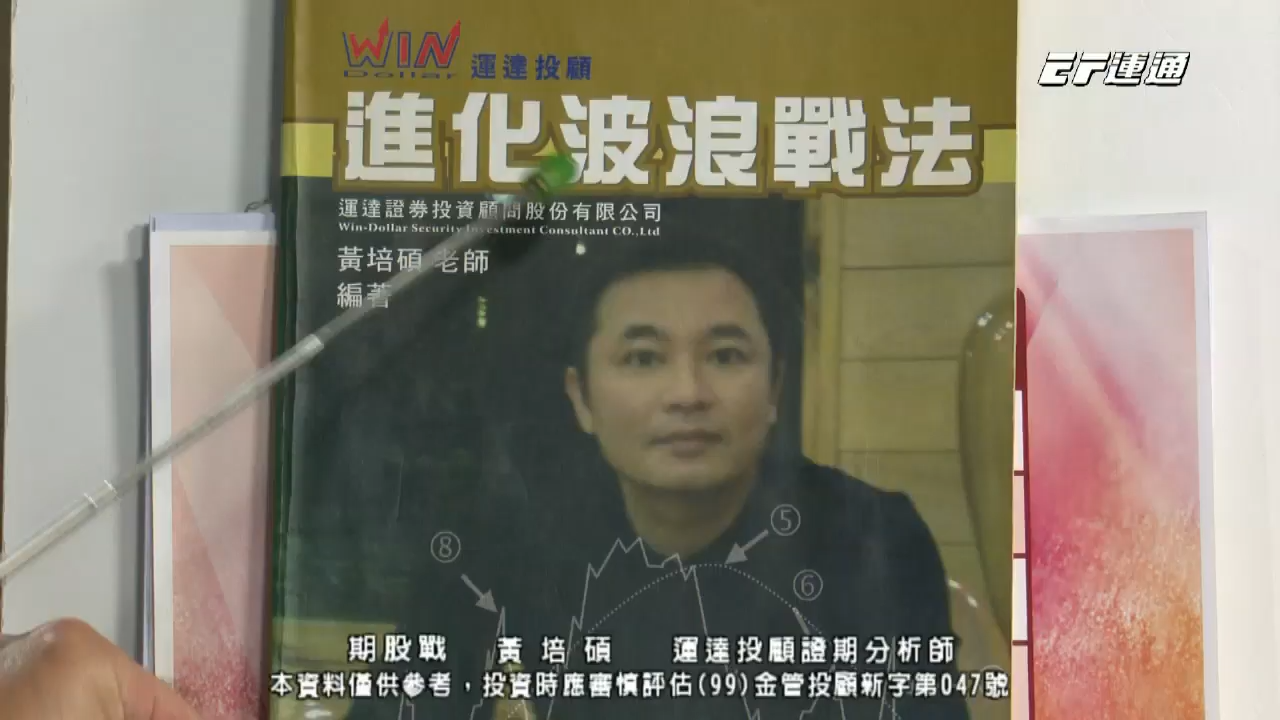 WIN
Dollar 運達投顧
EF運通
進化波浪戰法
運達證券投資顧問股份有限公司
Win-Dollar Security Investment Consultant CO.,Ltd
黃培碩 老師
編著
⑤
⑧
⑥
期股戰 黃培碩 運達投顧證期分析師
本資料僅供參考，投資時應審慎評估(99)金管投顧新字第047號